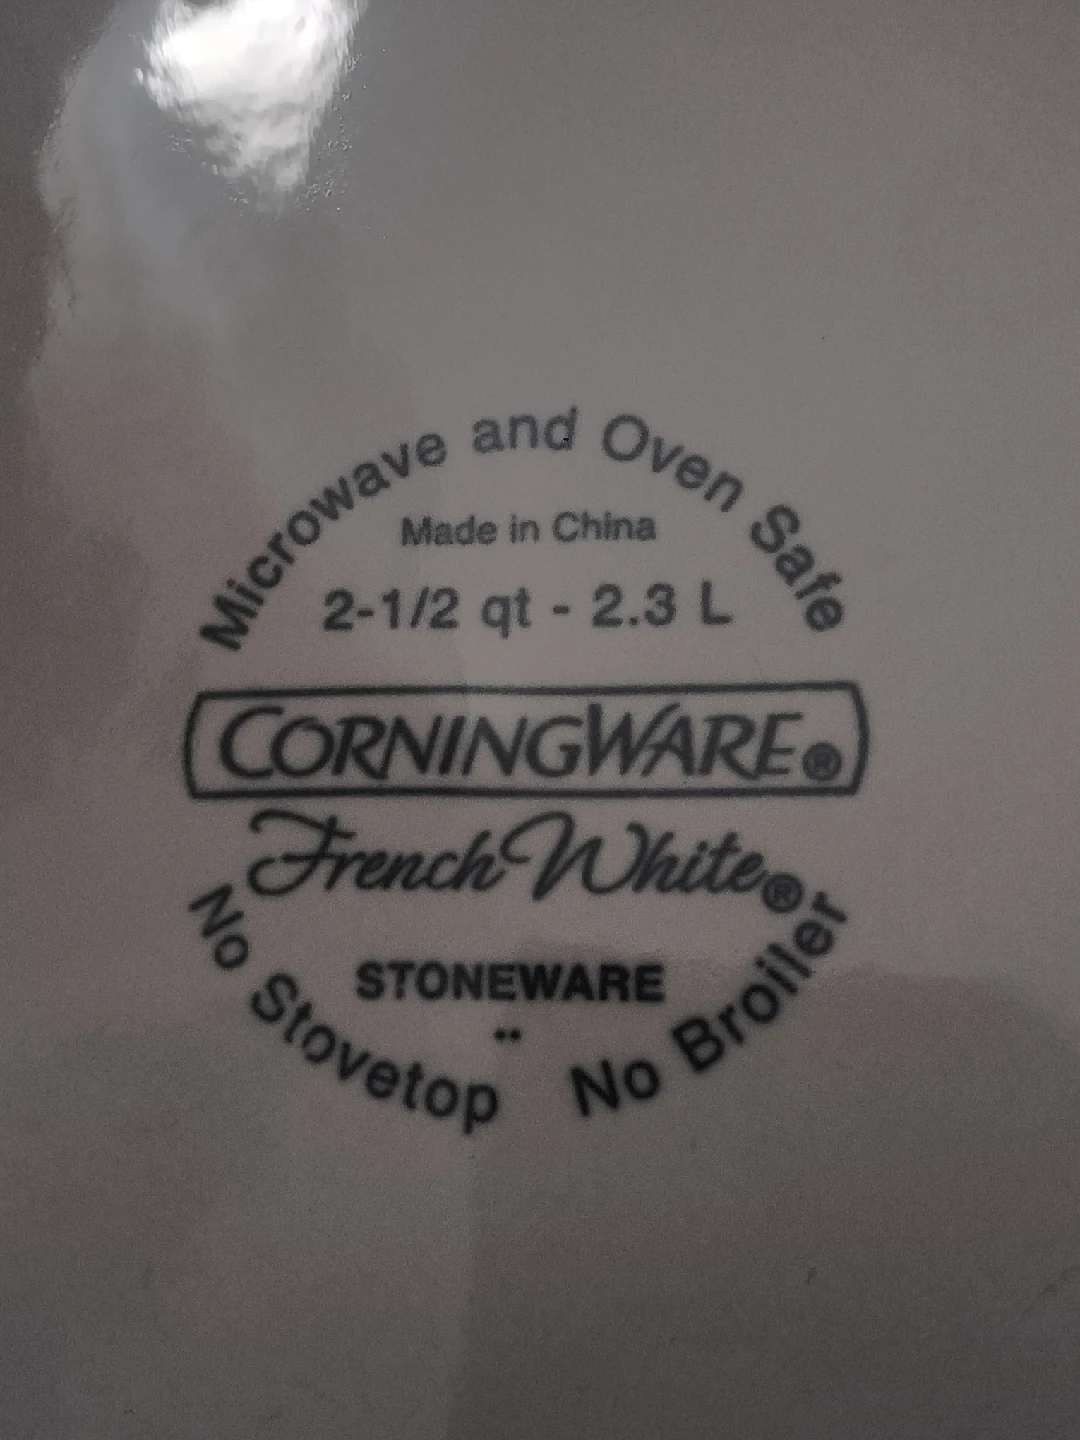 Microwave and Oven Safe
Made in China
2-1/2 qt - 2.3 L
CORNINGWARE®
French White®
STONEWARE
No Stovetop No Broiler